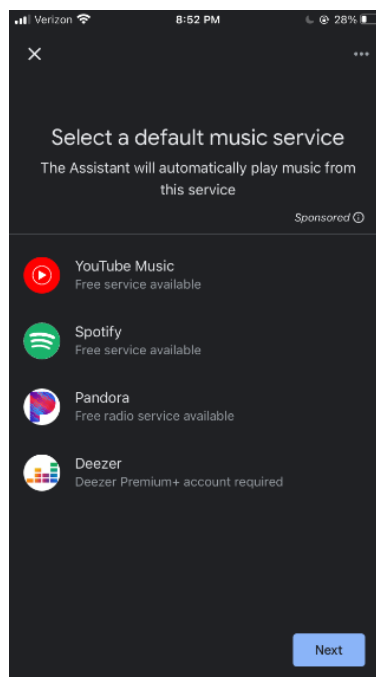 Verizon 8:52 PM 28%
Select a default music service
The Assistant will automatically play music from
this service
Sponsored
YouTube Music
Free service available
Spotify
Free service available
Pandora
Free radio service available
Deezer
Deezer Premium+ account required
Next